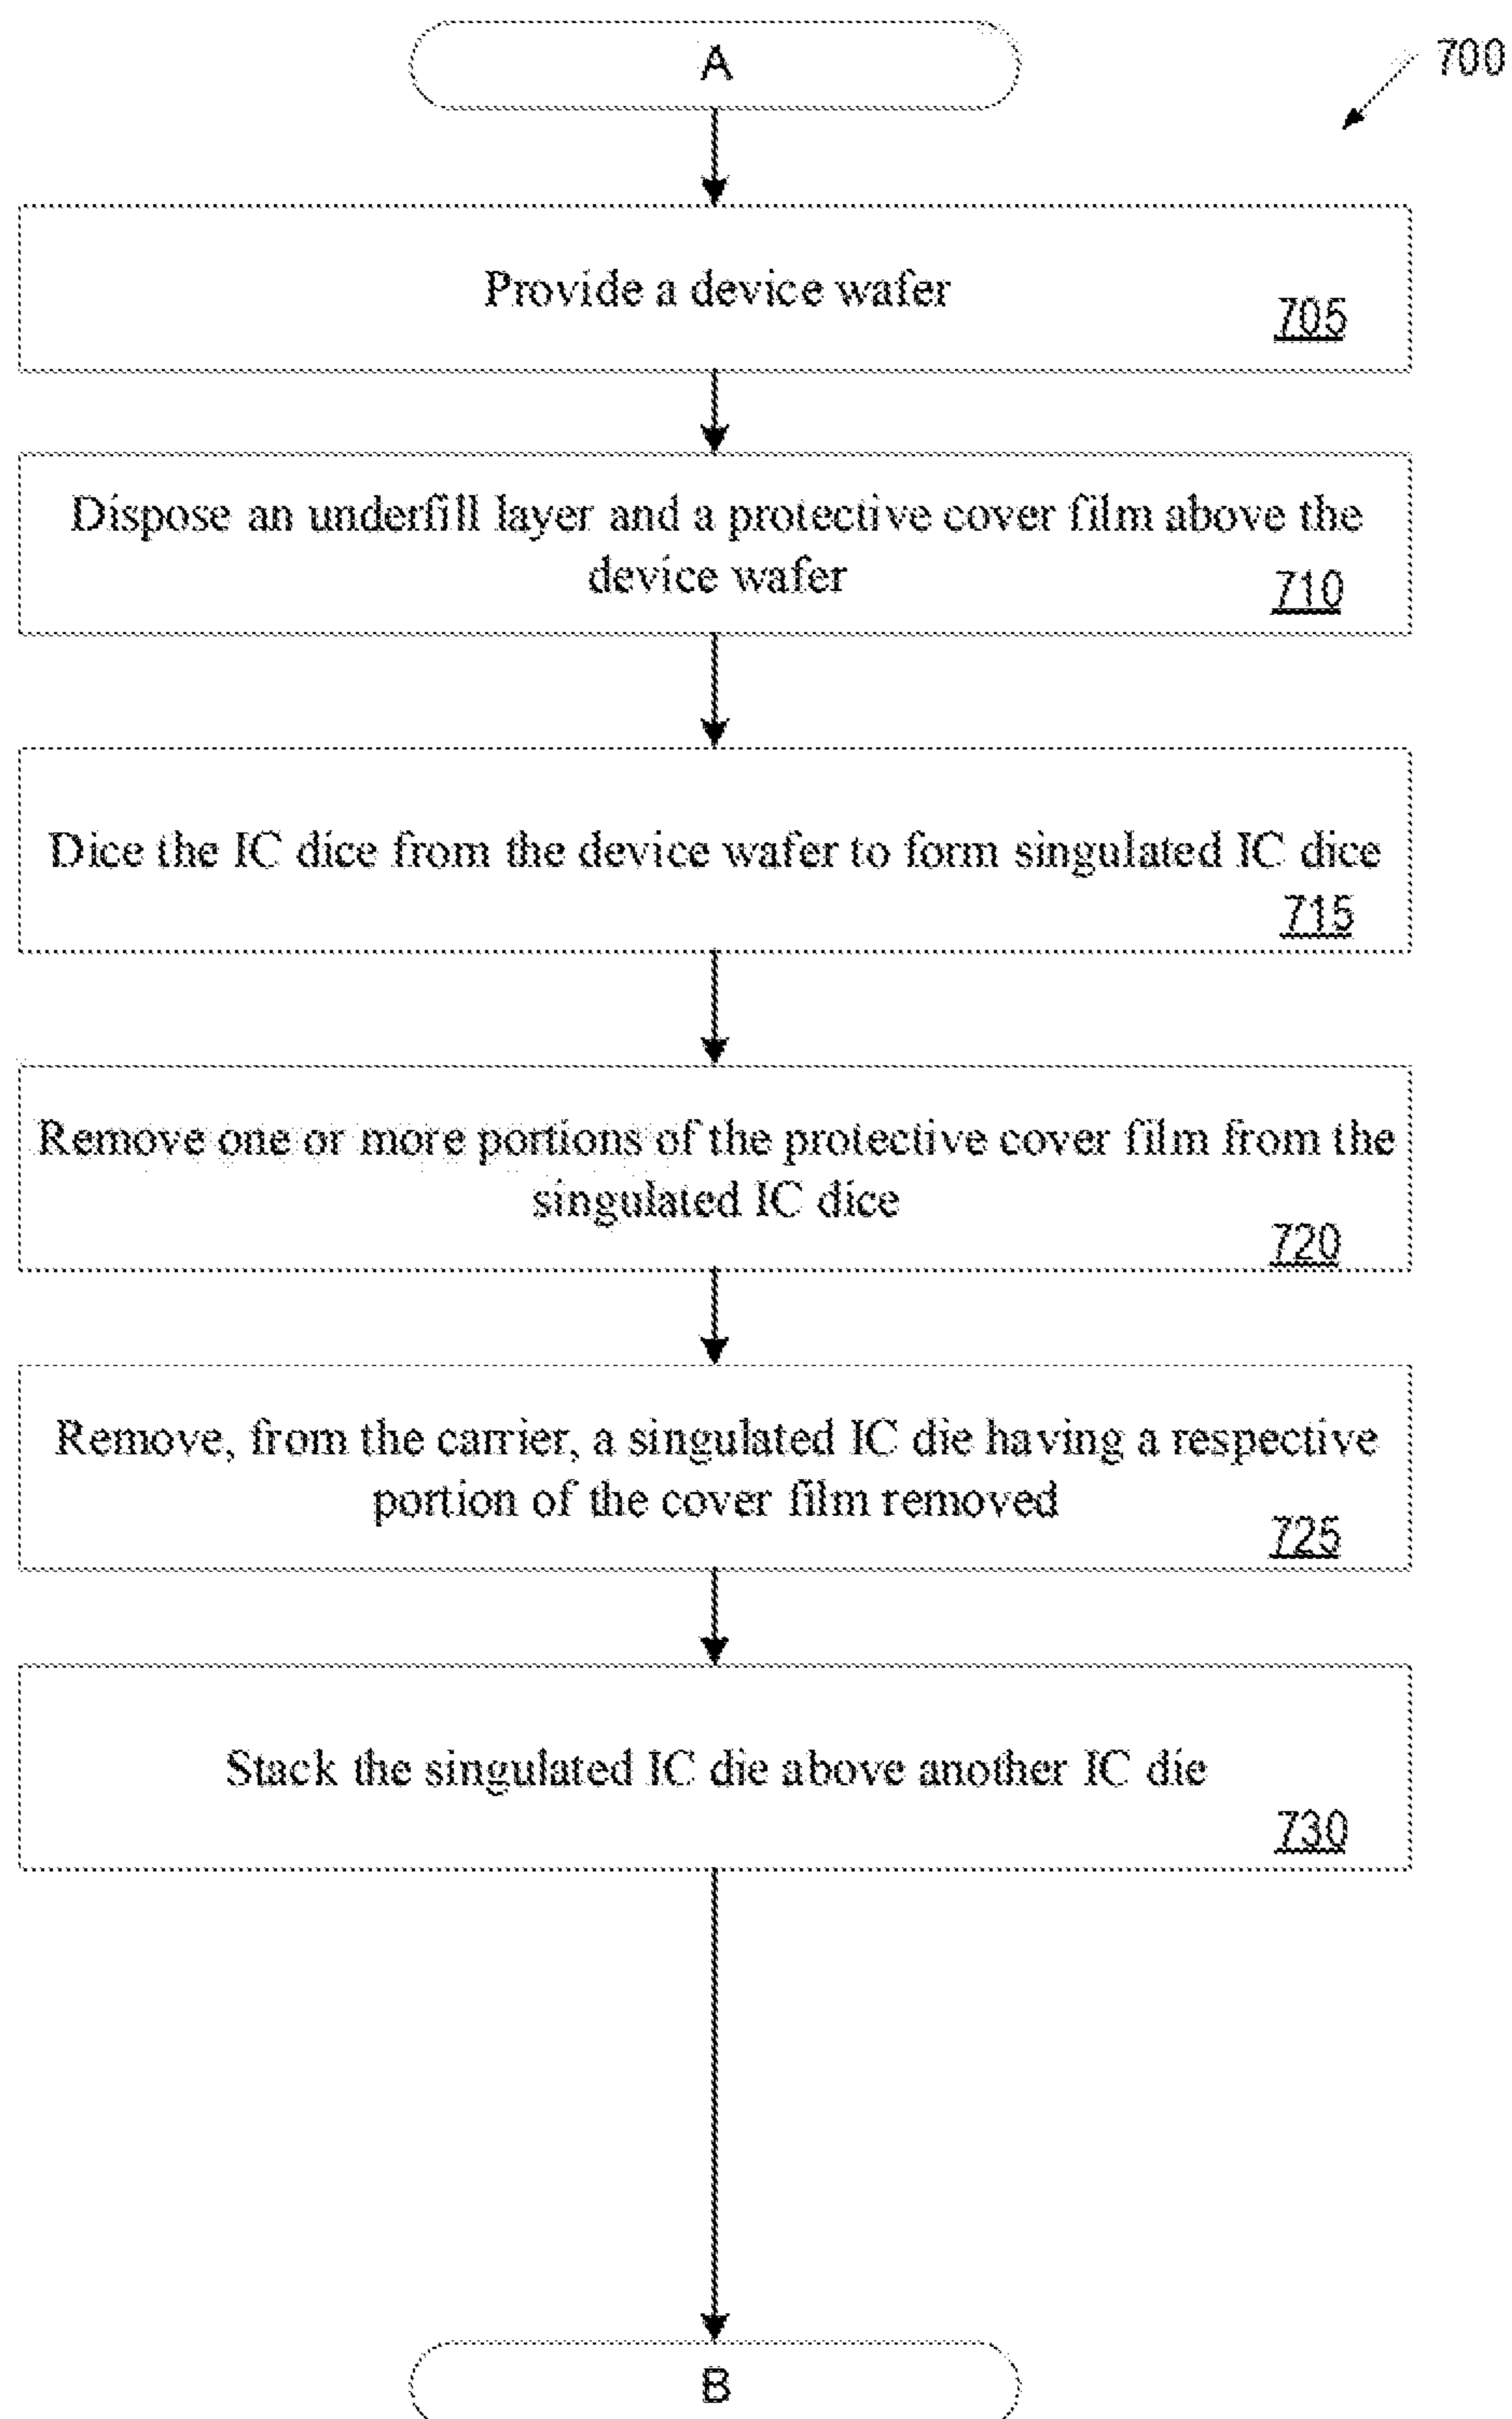 A
700
Provide a device wafer
705
Dispose an underfill layer and a protective cover film above the
device wafer
710
Dice the IC dice from the device wafer to form singulated IC dice
715
Remove one or more portions of the protective cover film from the
singulated IC dice
720
Remove, from the carrier, a singulated IC die having a respective
portion of the cover film removed
725
Stack the singulated IC die above another IC die
730
B